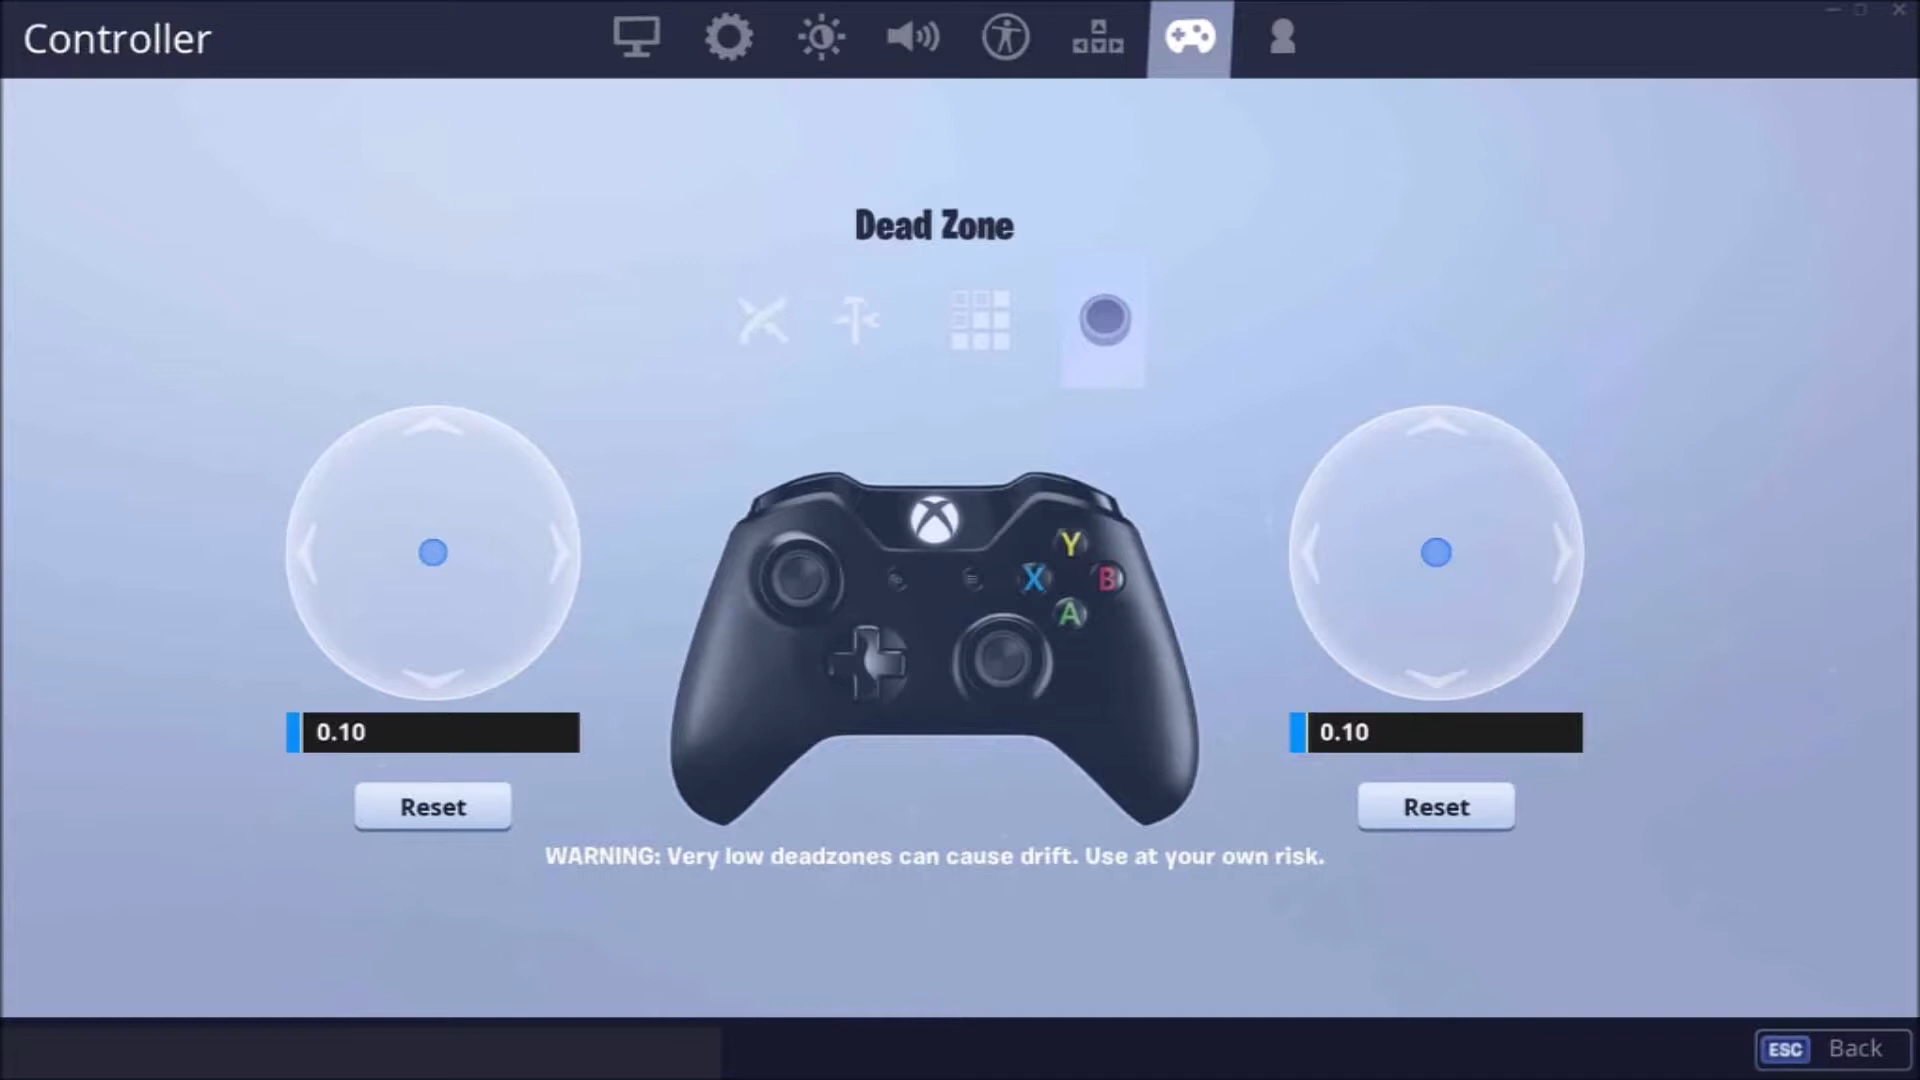 Controller
Dead Zone
Y
X
B
A
0.10
0.10
Reset
Reset
WARNING: Very low deadzones can cause drift. Use at your own risk.
ESC Back